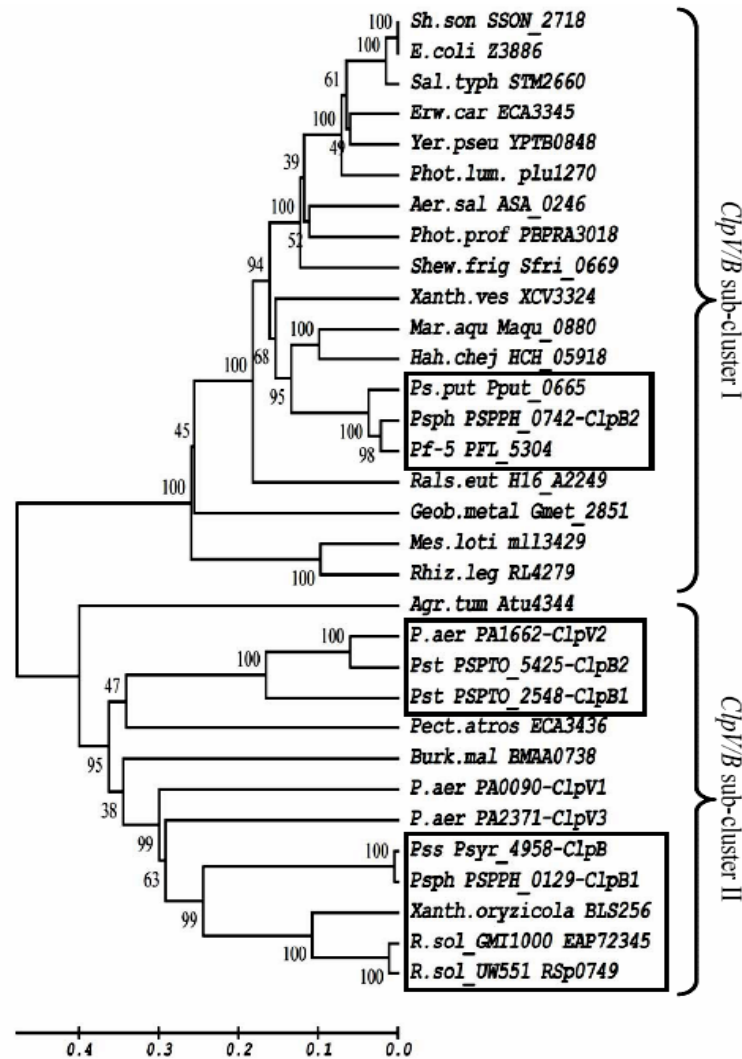 Sh.son SSON_2718
E.coli Z3886
Sal.typh STM2660
Erw.car ECA3345
Yer.pseu YPTB0848
Phot.lum. plu1270
Aer.sal ASA_0246
Phot.prof PBPRA3018
Shew.frig Sfri_0669
Xanth.ves XCV3324
Mar.aqu Maqu_0880
Hah.chej HCH_05918
Ps.put Pput_0665
Psph PSPPH_0742-ClpB2
Pf-5 PFL_5304
Rals.eut H16_A2249
Geob.metal Gmet_2851
Mes.loti mll3429
Rhiz.leg RL4279
Agr.tum Atu4344
P.aer PA1662-ClpV2
Pst PSPTO_5425-ClpB2
Pst PSPTO_2548-ClpB1
Pect.atros ECA3436
Burk.mal BMAA0738
P.aer PA0090-ClpV1
P.aer PA2371-ClpV3
Pss Psyr_4958-ClpB
Psph PSPPH_0129-ClpB1
Xanth.oryzicola BLS256
R.sol_GMI1000 EAP72345
R.sol_UW551 RSp0749
ClpV/B sub-cluster I
ClpV/B sub-cluster II
100
100
61
100
49
39
100
52
94
100
68
100
95
100
98
45
100
100
100
100
47
95
38
99
63
100
99
100
100
0.4 0.3 0.2 0.1 0.0